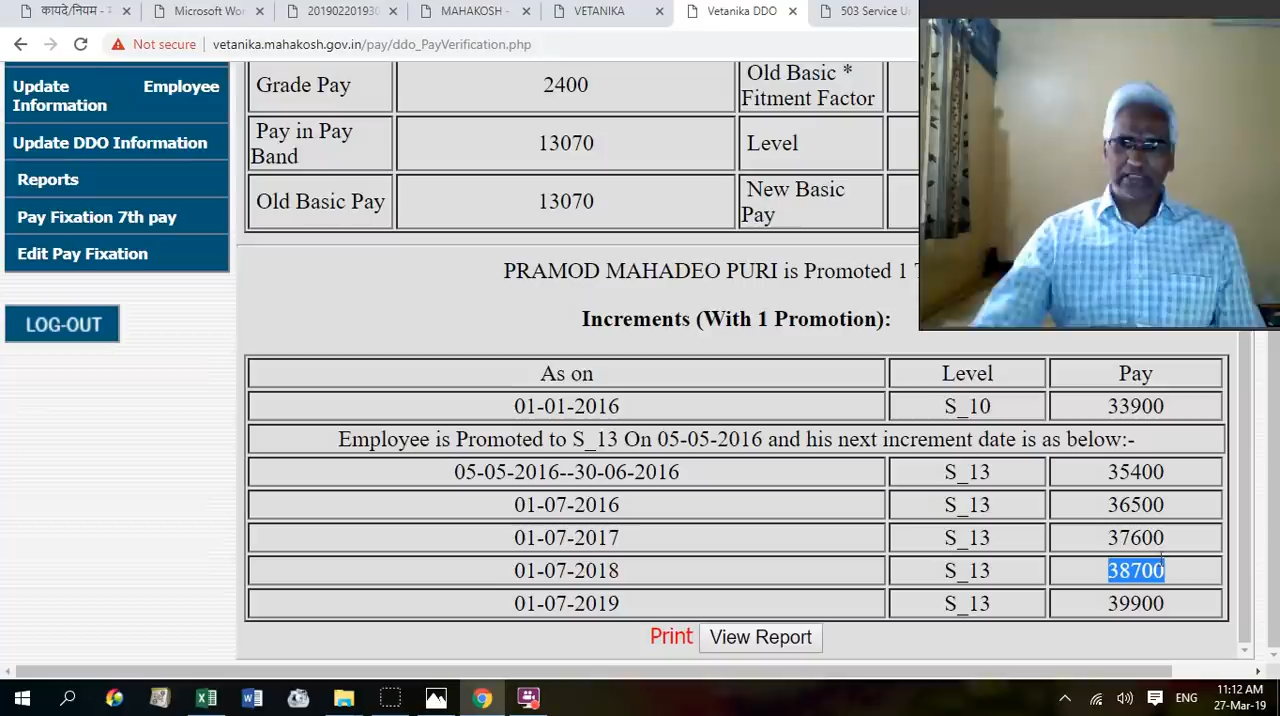 कायदे/नियम -
Microsoft Wo
201902201930
MAHAKOSH -
VETANIKA
Vetanika DDO
503 Service U
Not secure
vetanika.mahakosh.gov.in/pay/ddo_PayVerification.php
Update Employee
Information
Update DDO Information
Reports
Pay Fixation 7th pay
Edit Pay Fixation
LOG-OUT
Grade Pay 2400 Old Basic *
Fitment Factor
Pay in Pay
Band 13070 Level
Old Basic Pay 13070 New Basic
Pay
PRAMOD MAHADEO PURI is Promoted 1
Increments (With 1 Promotion):
As on Level Pay
01-01-2016 S_10 33900
Employee is Promoted to S_13 On 05-05-2016 and his next increment date is as below:-
05-05-2016--30-06-2016 S_13 35400
01-07-2016 S_13 36500
01-07-2017 S_13 37600
01-07-2018 S_13 38700
01-07-2019 S_13 39900
Print View Report
ENG
11:12 AM
27-Mar-19